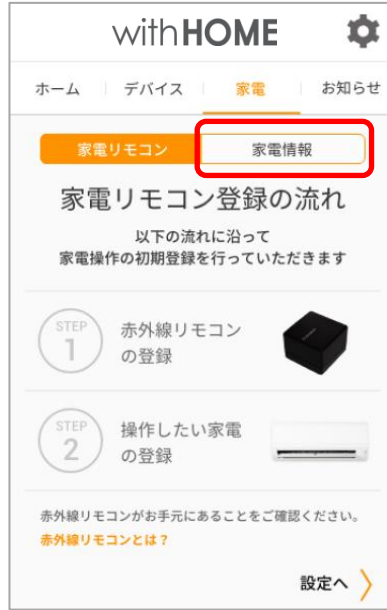 withHOME
ホーム デバイス 家電 お知らせ
家電リモコン 家電情報
家電リモコン登録の流れ
以下の流れに沿って
家電操作の初期登録を行っていただきます
STEP
1
赤外線リモコン
の登録
STEP
2
操作したい家電
の登録
赤外線リモコンがお手元にあることをご確認ください。
赤外線リモコンとは？
設定へ